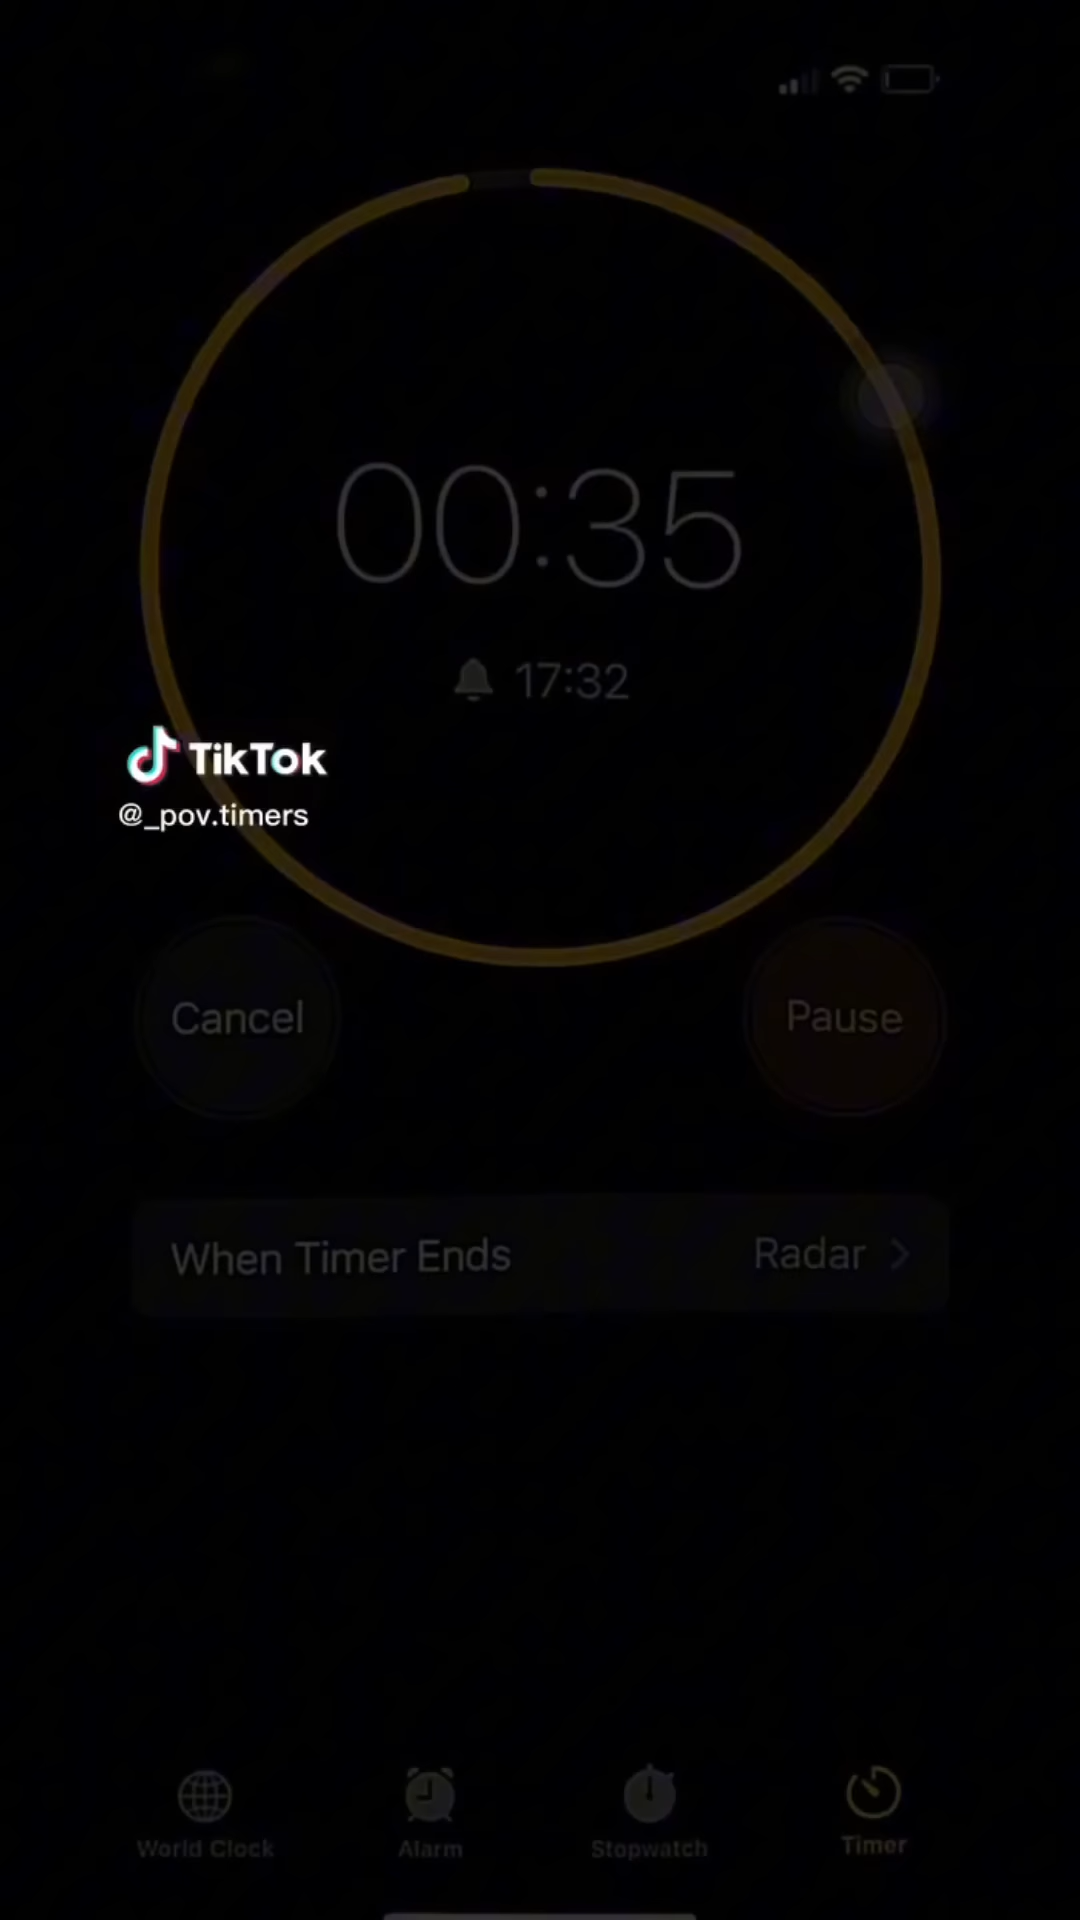 00:35
17:32
TikTok
@_pov.timers
Cancel
Pause
When Timer Ends
Radar
World Clock
Alarm
Stopwatch
Timer